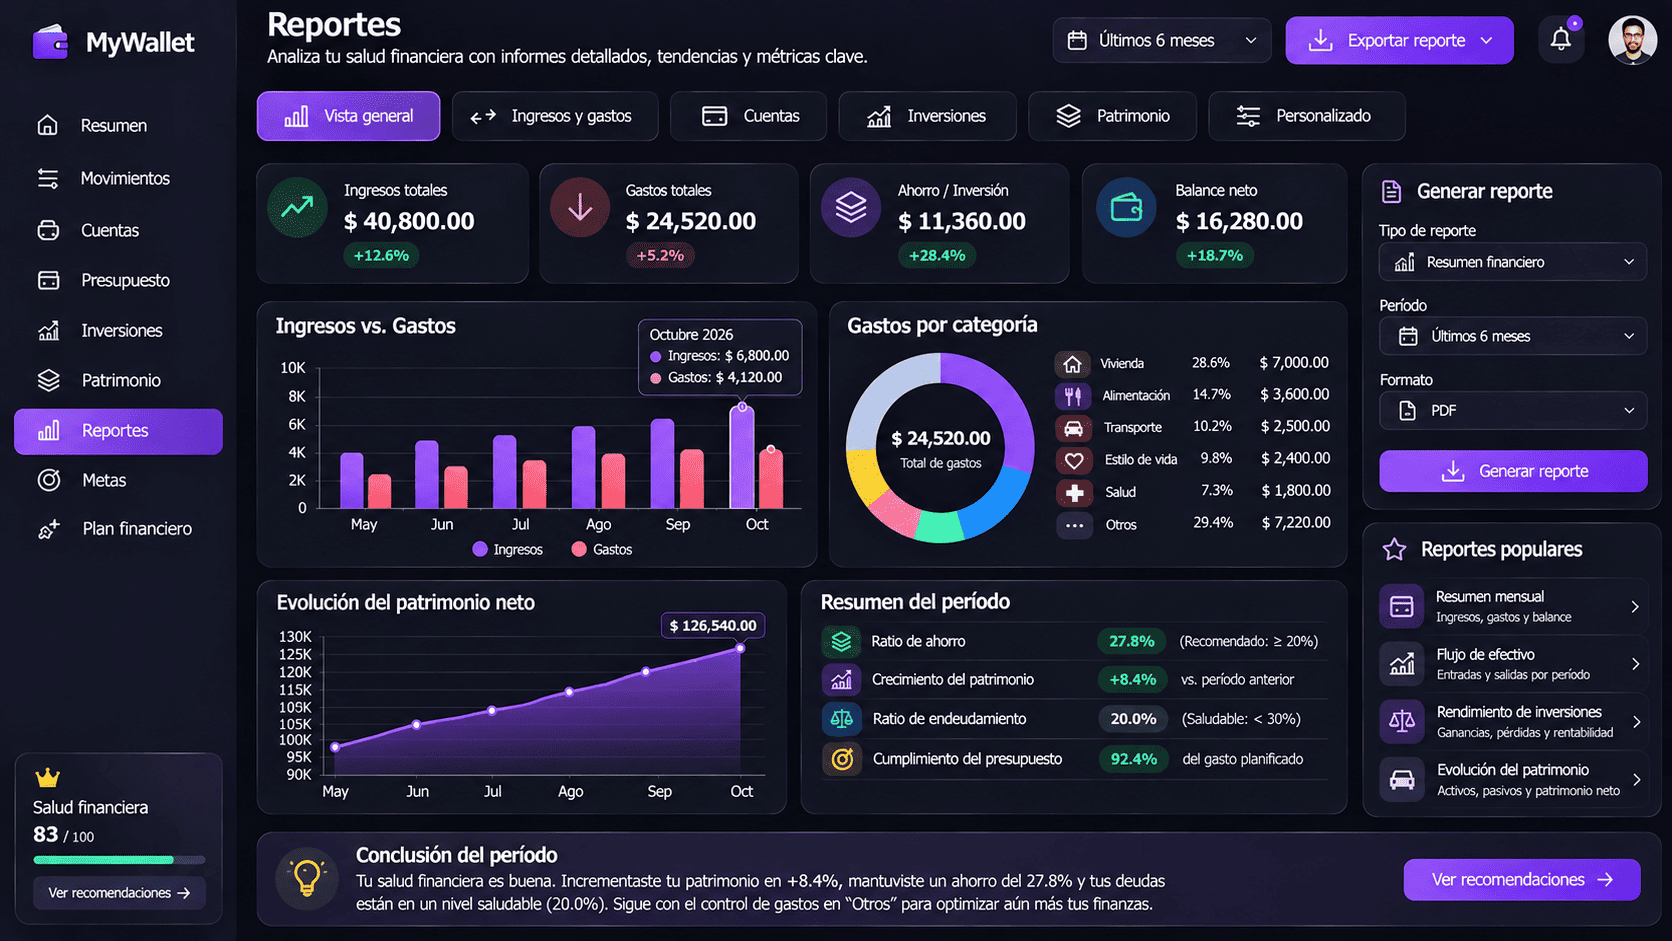 MyWallet
Resumen
Movimientos
Cuentas
Presupuesto
Inversiones
Patrimonio
Reportes
Metas
Plan financiero
Salud financiera
83 / 100
Ver recomendaciones →
Reportes
Analiza tu salud financiera con informes detallados, tendencias y métricas clave.
Últimos 6 meses
Exportar reporte
Vista general
Ingresos y gastos
Cuentas
Inversiones
Patrimonio
Personalizado
Ingresos totales
$ 40,800.00
+12.6%
Gastos totales
$ 24,520.00
+5.2%
Ahorro / Inversión
$ 11,360.00
+28.4%
Balance neto
$ 16,280.00
+18.7%
Ingresos vs. Gastos
Octubre 2026
Ingresos: $ 6,800.00
Gastos: $ 4,120.00
10K
8K
6K
4K
2K
0
May Jun Jul Ago Sep Oct
Ingresos Gastos
Gastos por categoría
$ 24,520.00
Total de gastos
Vivienda 28.6% $ 7,000.00
Alimentación 14.7% $ 3,600.00
Transporte 10.2% $ 2,500.00
Estilo de vida 9.8% $ 2,400.00
Salud 7.3% $ 1,800.00
Otros 29.4% $ 7,220.00
Evolución del patrimonio neto
$ 126,540.00
130K
125K
120K
115K
105K
105K
100K
95K
90K
May Jun Jul Ago Sep Oct
Resumen del período
Ratio de ahorro 27.8% (Recomendado: ≥ 20%)
Crecimiento del patrimonio +8.4% vs. período anterior
Ratio de endeudamiento 20.0% (Saludable: < 30%)
Cumplimiento del presupuesto 92.4% del gasto planificado
Generar reporte
Tipo de reporte
Resumen financiero
Período
Últimos 6 meses
Formato
PDF
Generar reporte
Reportes populares
Resumen mensual
Ingresos, gastos y balance
Flujo de efectivo
Entradas y salidas por período
Rendimiento de inversiones
Ganancias, pérdidas y rentabilidad
Evolución del patrimonio
Activos, pasivos y patrimonio neto
Conclusión del período
Tu salud financiera es buena. Incrementaste tu patrimonio en +8.4%, mantuviste un ahorro del 27.8% y tus deudas
están en un nivel saludable (20.0%). Sigue con el control de gastos en “Otros” para optimizar aún más tus finanzas.
Ver recomendaciones →